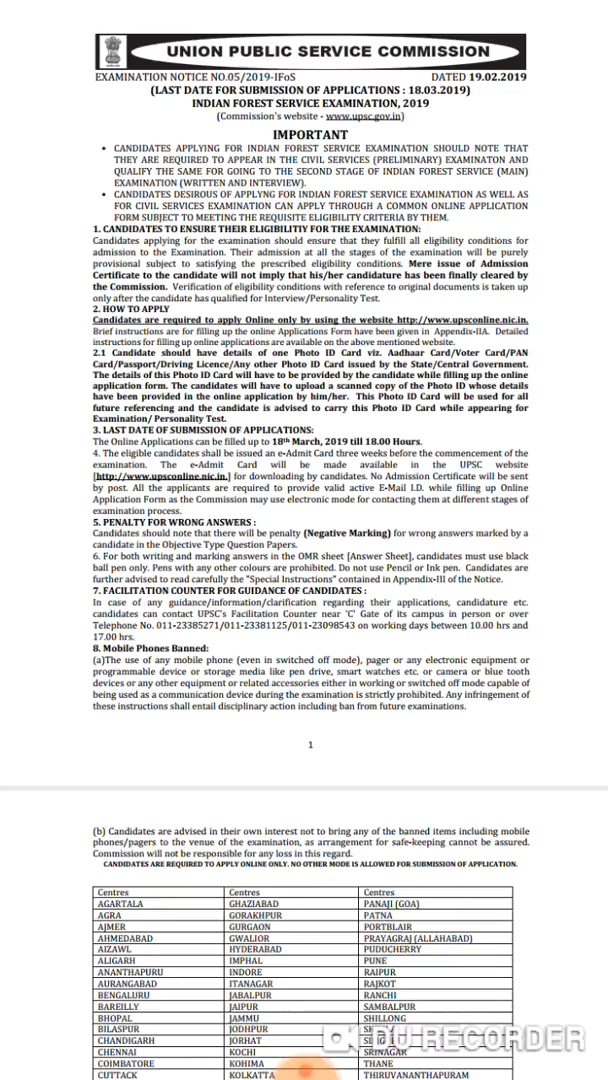 UNION PUBLIC SERVICE COMMISSION
EXAMINATION NOTICE NO.05/2019-IFoS DATED 19.02.2019
(LAST DATE FOR SUBMISSION OF APPLICATIONS : 18.03.2019)
INDIAN FOREST SERVICE EXAMINATION, 2019
(Commission's website - www.upsc.gov.in)
IMPORTANT
• CANDIDATES APPLYING FOR INDIAN FOREST SERVICE EXAMINATION SHOULD NOTE THAT
THEY ARE REQUIRED TO APPEAR IN THE CIVIL SERVICES (PRELIMINARY) EXAMINATON AND
QUALIFY THE SAME FOR GOING TO THE SECOND STAGE OF INDIAN FOREST SERVICE (MAIN)
EXAMINATION (WRITTEN AND INTERVIEW).
• CANDIDATES DESIROUS OF APPLYNG FOR INDIAN FOREST SERVICE EXAMINATION AS WELL AS
FOR CIVIL SERVICES EXAMINATION CAN APPLY THROUGH A COMMON ONLINE APPLICATION
FORM SUBJECT TO MEETING THE REQUISITE ELIGIBILITY CRITERIA BY THEM.
1. CANDIDATES TO ENSURE THEIR ELIGIBILITIY FOR THE EXAMINATION:
Candidates applying for the examination should ensure that they fulfill all eligibility conditions for
admission to the Examination. Their admission at all the stages of the examination will be purely
provisional subject to satisfying the prescribed eligibility conditions. Mere issue of Admission
Certificate to the candidate will not imply that his/her candidature has been finally cleared by
the Commission. Verification of eligibility conditions with reference to original documents is taken up
only after the candidate has qualified for Interview/Personality Test.
2. HOW TO APPLY
Candidates are required to apply Online only by using the website http://www.upsconline.nic.in.
Brief instructions are for filling up the online Applications Form have been given in Appendix-IIA. Detailed
instructions for filling up online applications are available on the above mentioned website.
2.1 Candidate should have details of one Photo ID Card viz. Aadhaar Card/Voter Card/PAN
Card/Passport/Driving Licence/Any other Photo ID Card issued by the State/Central Government.
The details of this Photo ID Card will have to be provided by the candidate while filling up the online
application form. The candidates will have to upload a scanned copy of the Photo ID whose details
have been provided in the online application by him/her. This Photo ID Card will be used for all
future referencing and the candidate is advised to carry this Photo ID Card while appearing for
Examination/ Personality Test.
3. LAST DATE OF SUBMISSION OF APPLICATIONS:
The Online Applications can be filled up to 18th March, 2019 till 18.00 Hours.
4. The eligible candidates shall be issued an e-Admit Card three weeks before the commencement of the
examination. The e-Admit Card will be made available in the UPSC website
[http://www.upsconline.nic.in.] for downloading by candidates. No Admission Certificate will be sent
by post. All the applicants are required to provide valid active E-Mail I.D. while filling up Online
Application Form as the Commission may use electronic mode for contacting them at different stages of
examination process.
5. PENALTY FOR WRONG ANSWERS :
Candidates should note that there will be penalty (Negative Marking) for wrong answers marked by a
candidate in the Objective Type Question Papers.
6. For both writing and marking answers in the OMR sheet [Answer Sheet], candidates must use black
ball pen only. Pens with any other colours are prohibited. Do not use Pencil or Ink pen. Candidates are
further advised to read carefully the "Special Instructions" contained in Appendix-III of the Notice.
7. FACILITATION COUNTER FOR GUIDANCE OF CANDIDATES :
In case of any guidance/information/clarification regarding their applications, candidature etc.
candidates can contact UPSC's Facilitation Counter near 'C' Gate of its campus in person or over
Telephone No. 011-23385271/011-23381125/011-23098543 on working days between 10.00 hrs and
17.00 hrs.
8. Mobile Phones Banned:
(a)The use of any mobile phone (even in switched off mode), pager or any electronic equipment or
programmable device or storage media like pen drive, smart watches etc. or camera or blue tooth
devices or any other equipment or related accessories either in working or switched off mode capable of
being used as a communication device during the examination is strictly prohibited. Any infringement of
these instructions shall entail disciplinary action including ban from future examinations.
1
(b) Candidates are advised in their own interest not to bring any of the banned items including mobile
phones/pagers to the venue of the examination, as arrangement for safe-keeping cannot be assured.
Commission will not be responsible for any loss in this regard.
CANDIDATES ARE REQUIRED TO APPLY ONLINE ONLY. NO OTHER MODE IS ALLOWED FOR SUBMISSION OF APPLICATION.
Centres Centres Centres
AGARTALA GHAZIABAD PANAJI (GOA)
AGRA GORAKHPUR PATNA
AJMER GURGAON PORTBLAIR
AHMEDABAD GWALIOR PRAYAGRAJ (ALLAHABAD)
AIZAWL HYDERABAD PUDUCHERRY
ALIGARH IMPHAL PUNE
ANANTHAPURU INDORE RAIPUR
AURANGABAD ITANAGAR RAJKOT
BENGALURU JABALPUR RANCHI
BAREILLY JAIPUR SAMBALPUR
BHOPAL JAMMU SHILLONG
BILASPUR JODHPUR
CHANDIGARH JORHAT
CHENNAI KOCHI SRINAGAR
COIMBATORE KOHIMA THANE
CUTTACK KOLKATTA THIRUVANANTHAPURAM
RECORDER